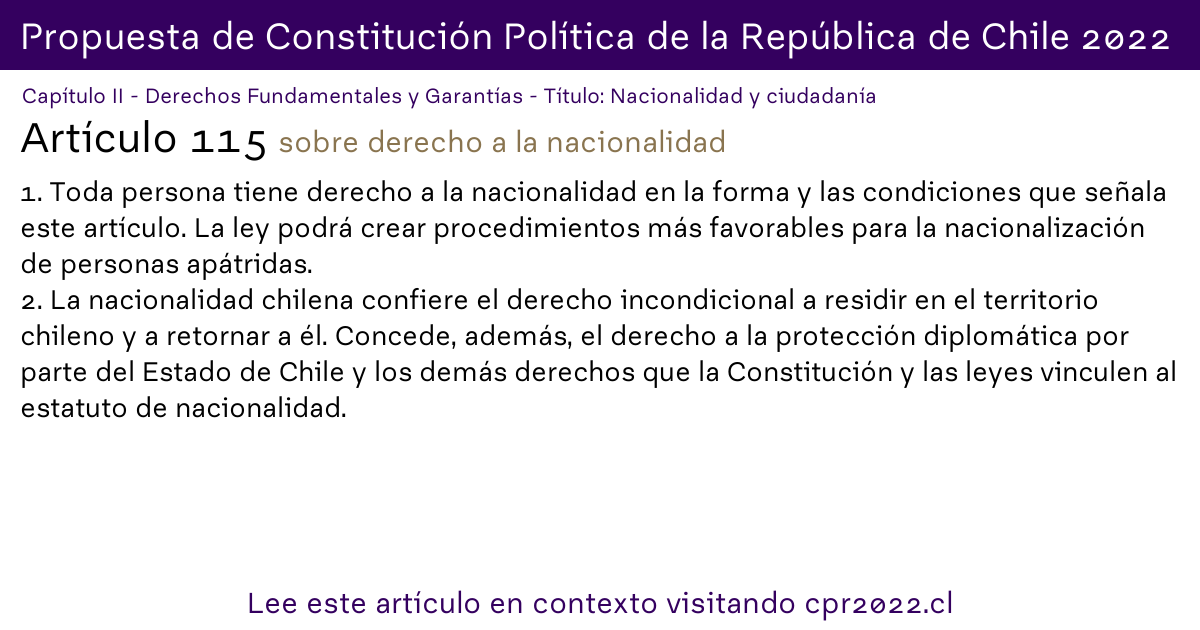 Propuesta de Constitución Política de la República de Chile 2022
Capítulo II - Derechos Fundamentales y Garantías - Título: Nacionalidad y ciudadanía
Artículo 115 sobre derecho a la nacionalidad
1. Toda persona tiene derecho a la nacionalidad en la forma y las condiciones que señala
este artículo. La ley podrá crear procedimientos más favorables para la nacionalización
de personas apátridas.
2. La nacionalidad chilena confiere el derecho incondicional a residir en el territorio
chileno y a retornar a él. Concede, además, el derecho a la protección diplomática por
parte del Estado de Chile y los demás derechos que la Constitución y las leyes vinculen al
estatuto de nacionalidad.
Lee este artículo en contexto visitando cpr2022.cl